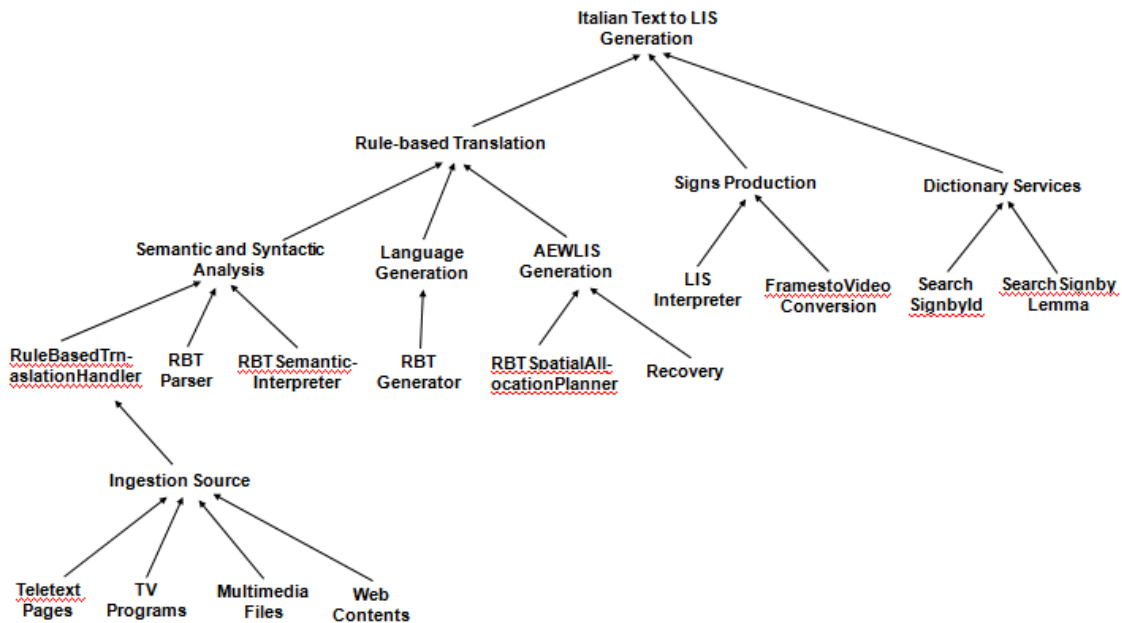 Italian Text to LIS
Generation
Rule-based Translation
Signs Production
Dictionary Services
Semantic and Syntactic
Analysis
Language
Generation
AEWLIS
Generation
LIS
Interpreter
FramestoVideo
Conversion
Search
SignbyId
Search Signby
Lemma
RuleBasedTrn-
aslationHandler
RBT
Parser
RBT Semantic-
Interpreter
RBT
Generator
RBT SpatialAll-
ocationPlanner
Recovery
Ingestion Source
Teletext
Pages
TV
Programs
Multimedia
Files
Web
Contents